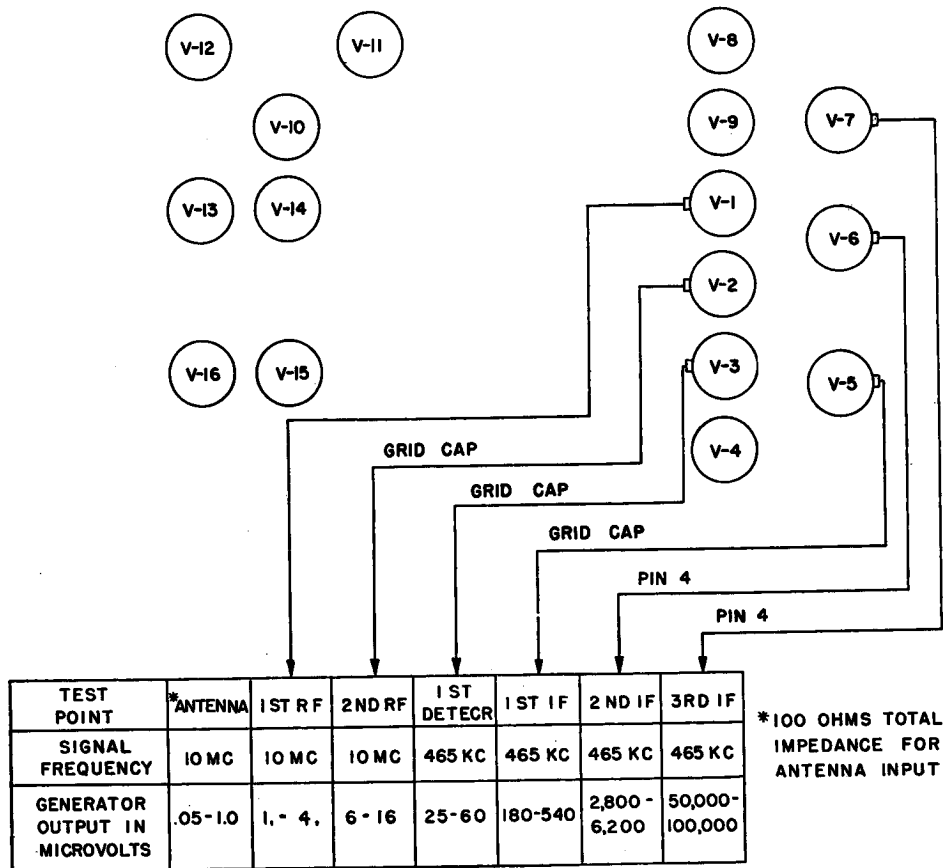 V-12
V-11
V-8
V-10
V-9
V-7
V-13
V-14
V-1
V-6
V-2
V-16
V-15
V-3
V-5
V-4
GRID CAP
GRID CAP
GRID CAP
PIN 4
PIN 4
TEST POINT
*ANTENNA
1ST RF
2ND RF
1ST DETECR
1ST IF
2ND IF
3RD IF
SIGNAL FREQUENCY
10 MC
10 MC
10 MC
465 KC
465 KC
465 KC
465 KC
GENERATOR OUTPUT IN MICROVOLTS
.05-1.0
1.-4.
6-16
25-60
180-540
2,800-6,200
50,000-100,000
*100 OHMS TOTAL
IMPEDANCE FOR
ANTENNA INPUT